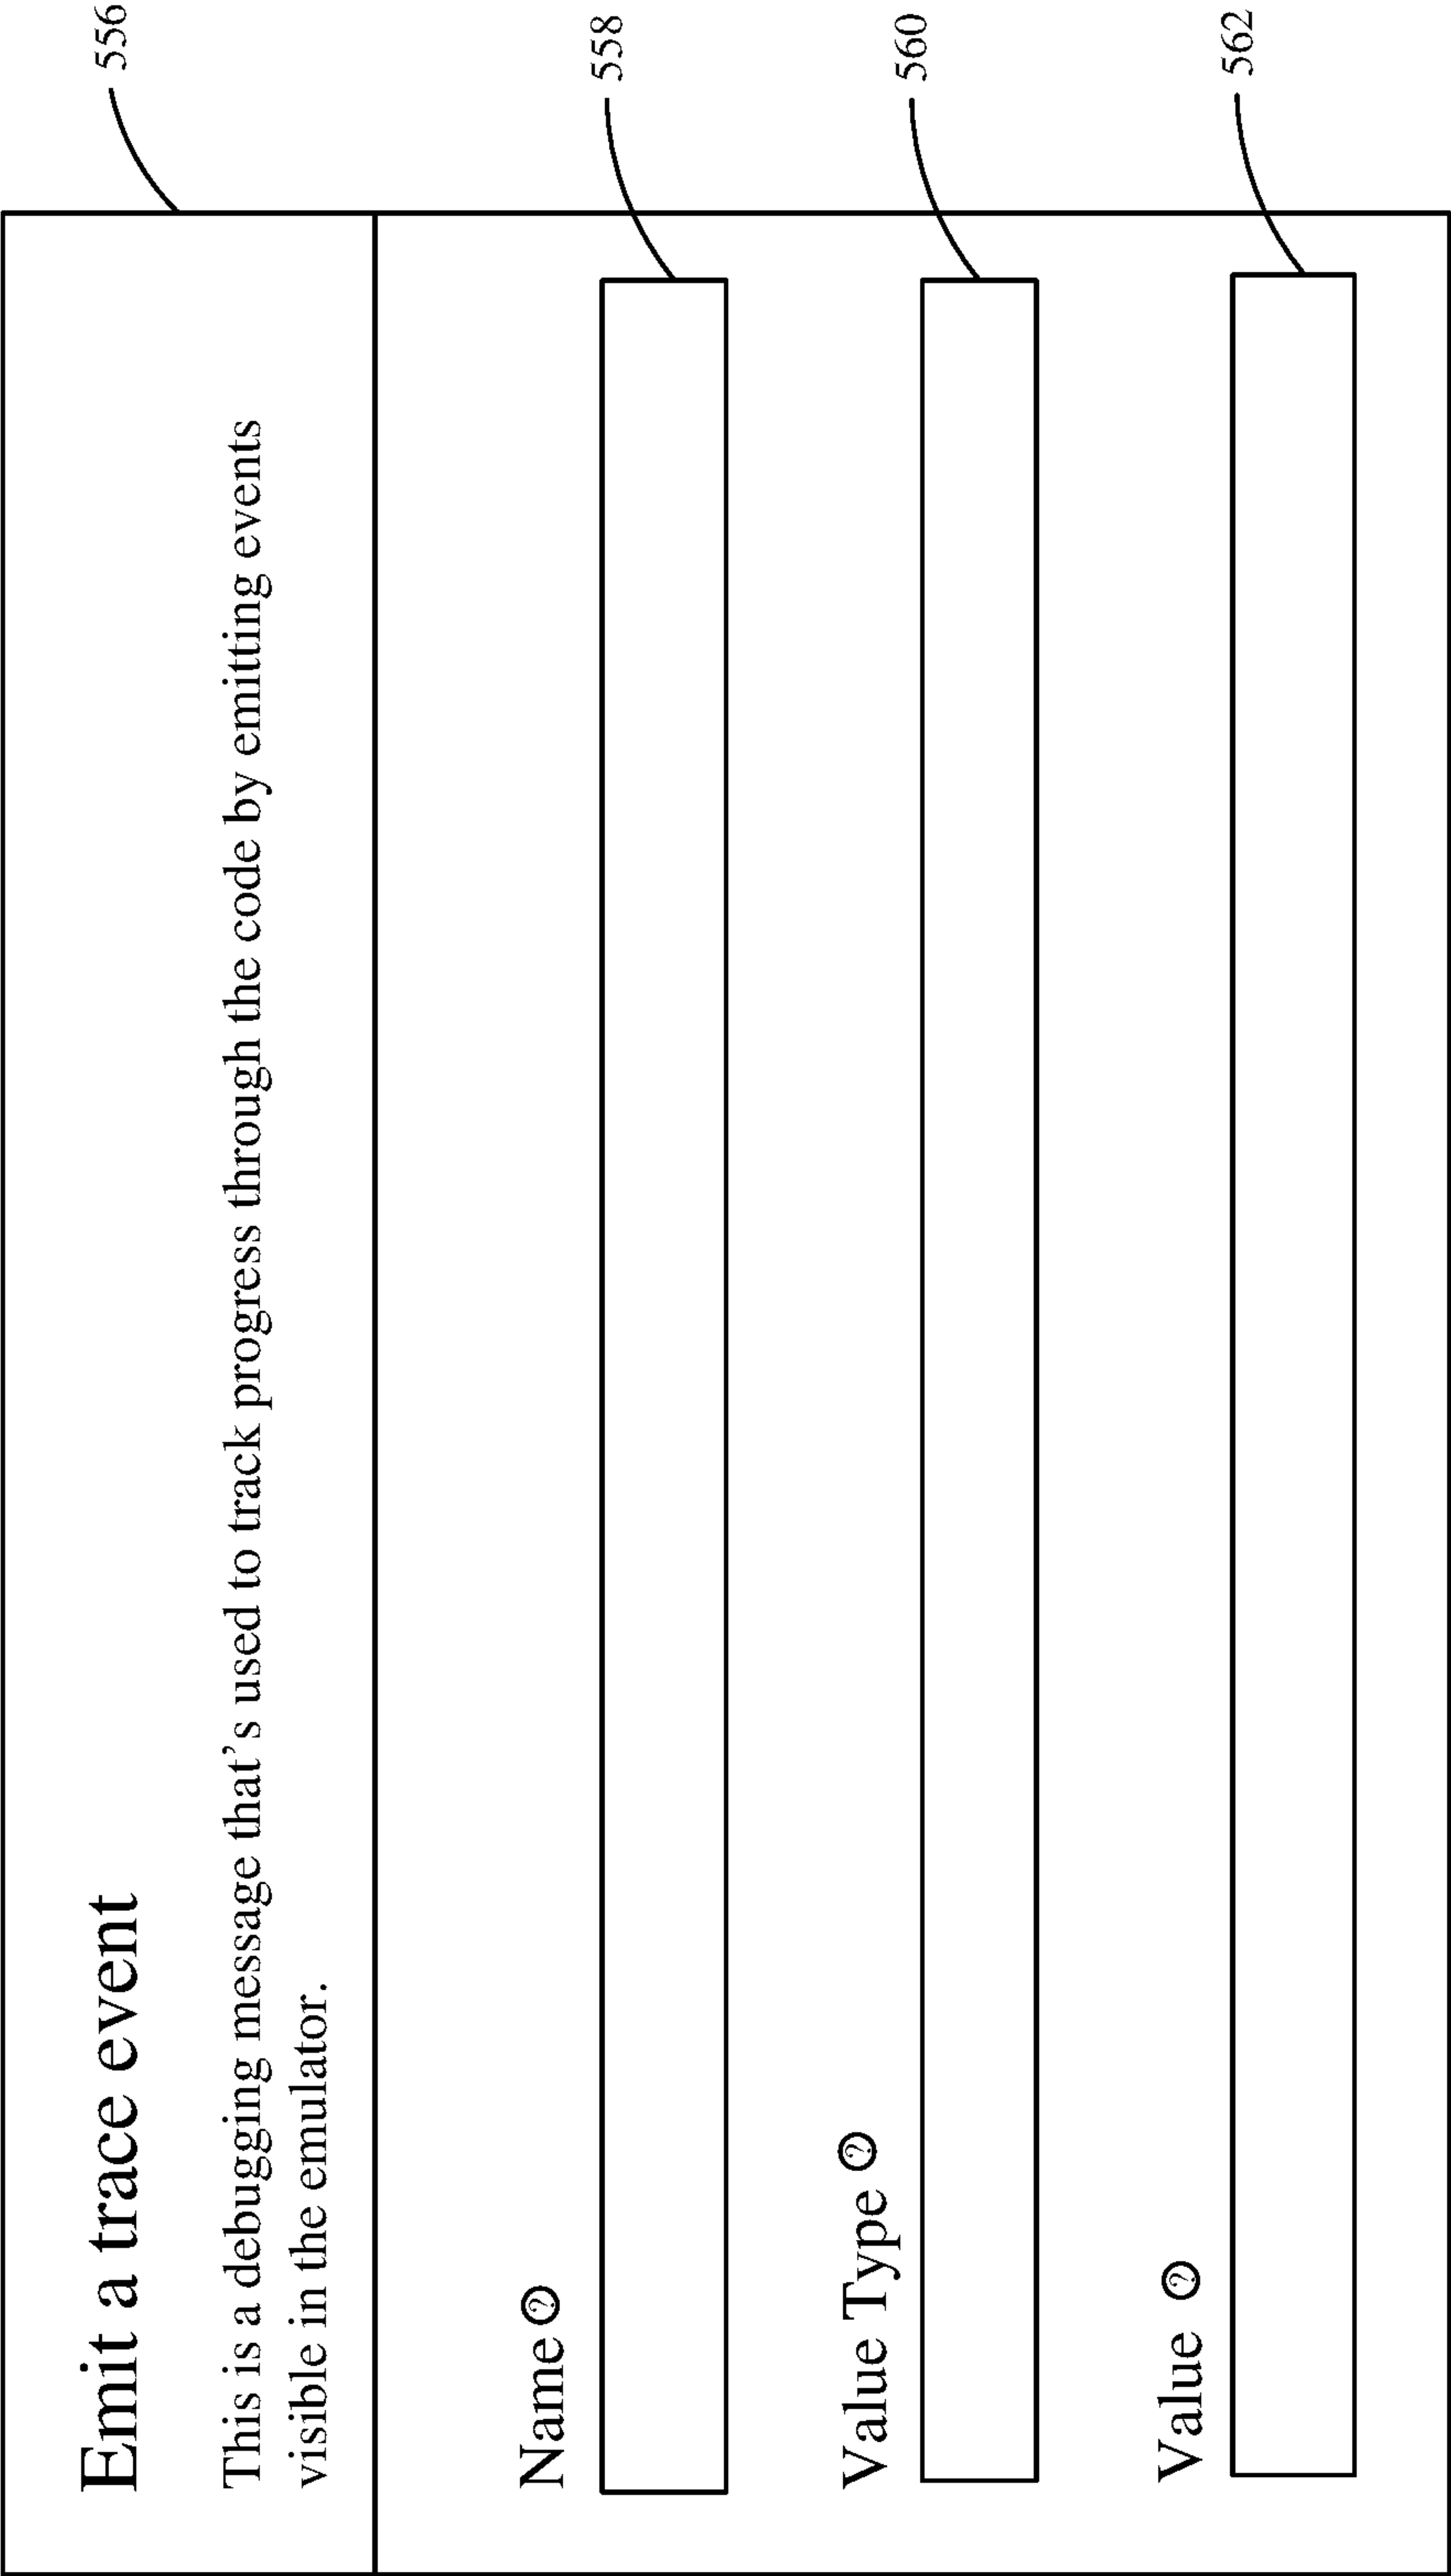 Emit a trace event
556
This is a debugging message that's used to track progress through the code by emitting events
visible in the emulator.
Name ?
558
Value Type ?
560
Value ?
562